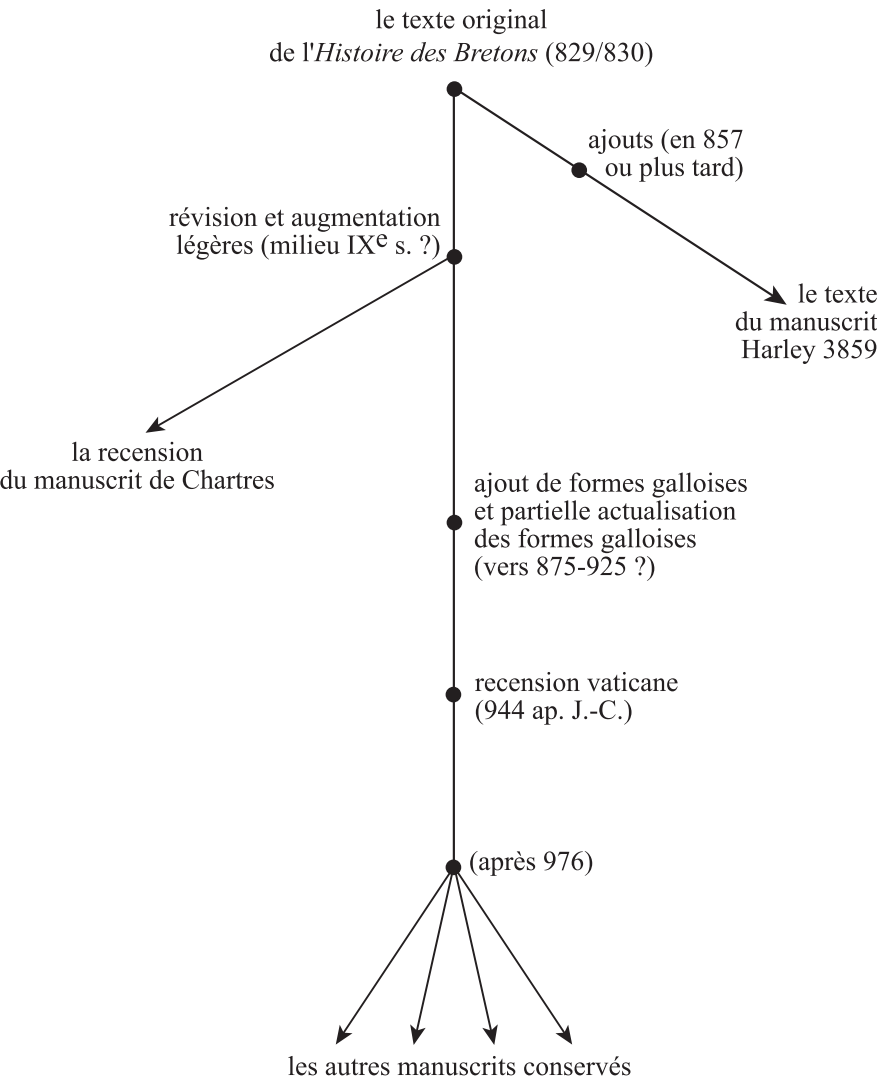 le texte original
de l'Histoire des Bretons (829/830)
ajouts (en 857
ou plus tard)
révision et augmentation
légères (milieu IXe s. ?)
le texte
du manuscrit
Harley 3859
la recension
du manuscrit de Chartres
ajout de formes galloises
et partielle actualisation
des formes galloises
(vers 875-925 ?)
recension vaticane
(944 ap. J.-C.)
(après 976)
les autres manuscrits conservés